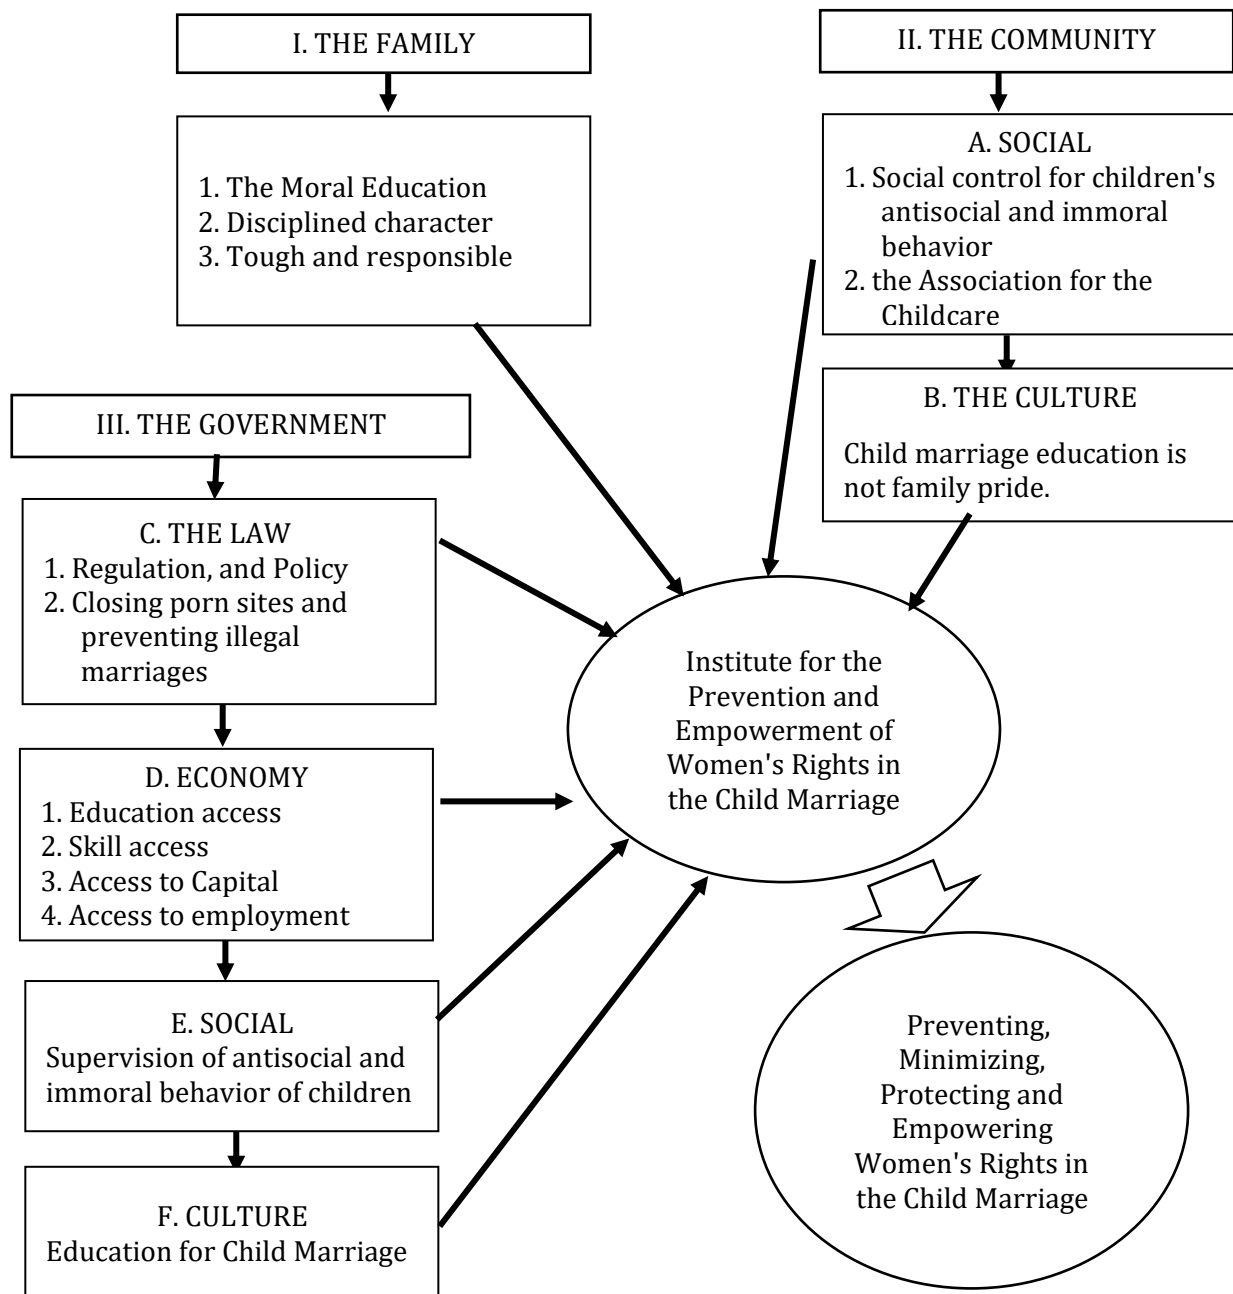 I. THE FAMILY
1. The Moral Education
2. Disciplined character
3. Tough and responsible
II. THE COMMUNITY
A. SOCIAL
1. Social control for children's
antisocial and immoral
behavior
2. the Association for the
Childcare
B. THE CULTURE
Child marriage education is
not family pride.
III. THE GOVERNMENT
C. THE LAW
1. Regulation, and Policy
2. Closing porn sites and
preventing illegal
marriages
D. ECONOMY
1. Education access
2. Skill access
3. Access to Capital
4. Access to employment
E. SOCIAL
Supervision of antisocial and
immoral behavior of children
F. CULTURE
Education for Child Marriage
Institute for the
Prevention and
Empowerment of
Women's Rights in
the Child Marriage
Preventing,
Minimizing,
Protecting and
Empowering
Women's Rights in
the Child Marriage